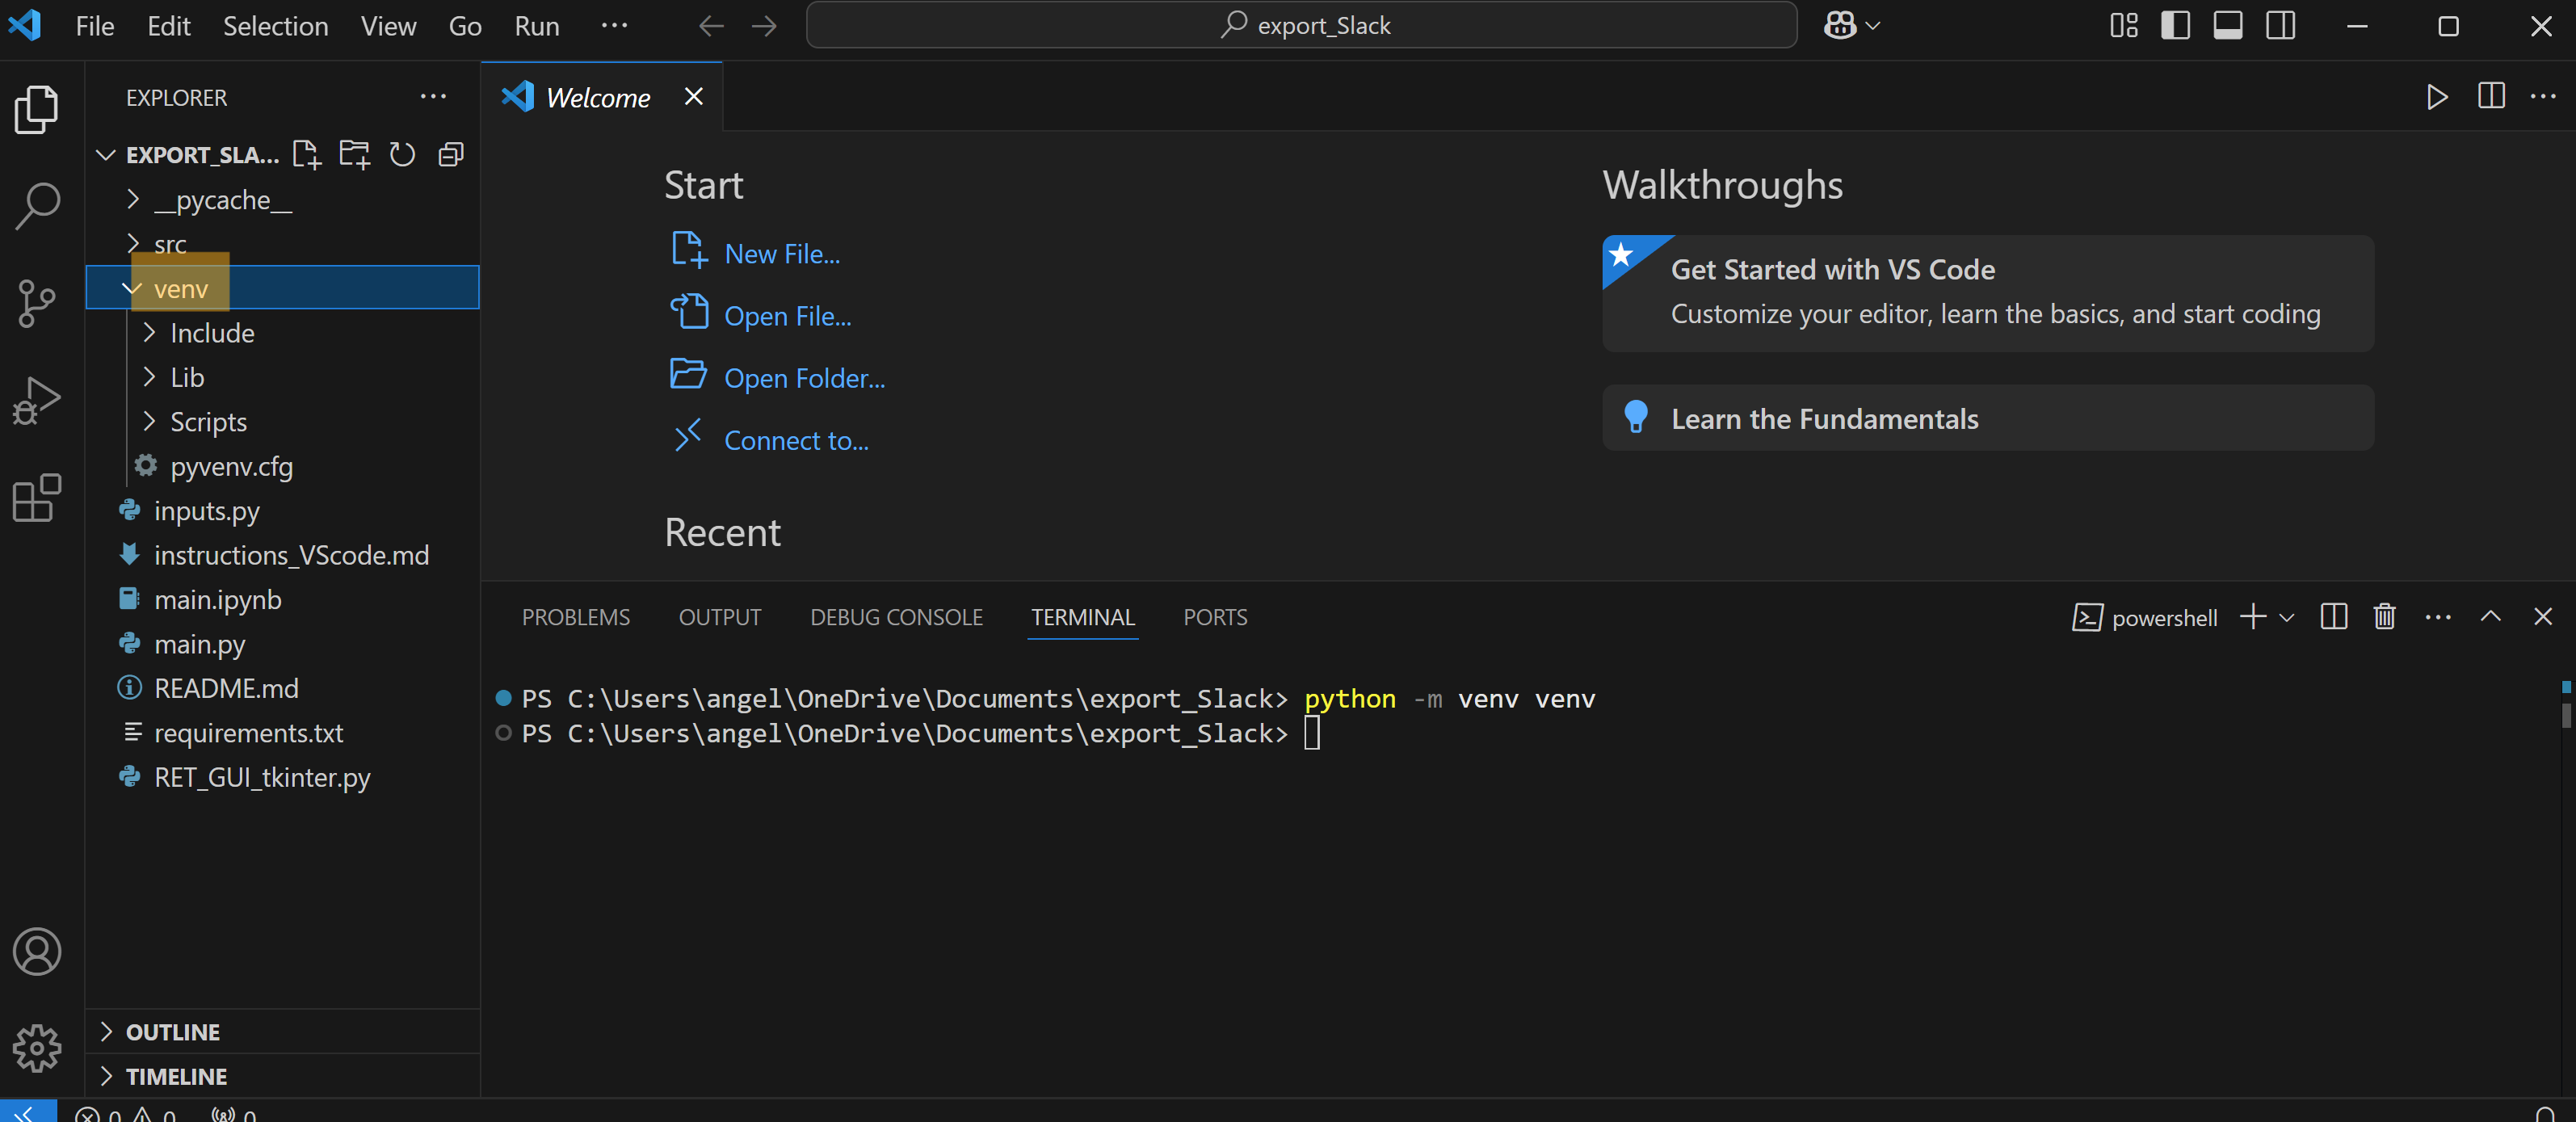 File Edit Selection View Go Run ··· export_Slack
EXPLORER ···
Welcome
EXPORT_SLA...
__pycache__
src
venv
Include
Lib
Scripts
pyvenv.cfg
inputs.py
instructions_VScode.md
main.ipynb
main.py
README.md
requirements.txt
RET_GUI_tkinter.py
OUTLINE
TIMELINE
Start
New File...
Open File...
Open Folder...
Connect to...
Recent
Walkthroughs
Get Started with VS Code
Customize your editor, learn the basics, and start coding
Learn the Fundamentals
PROBLEMS OUTPUT DEBUG CONSOLE TERMINAL PORTS powershell
PS C:\Users\angel\OneDrive\Documents\export_Slack> python -m venv venv
PS C:\Users\angel\OneDrive\Documents\export_Slack>
0 0 0